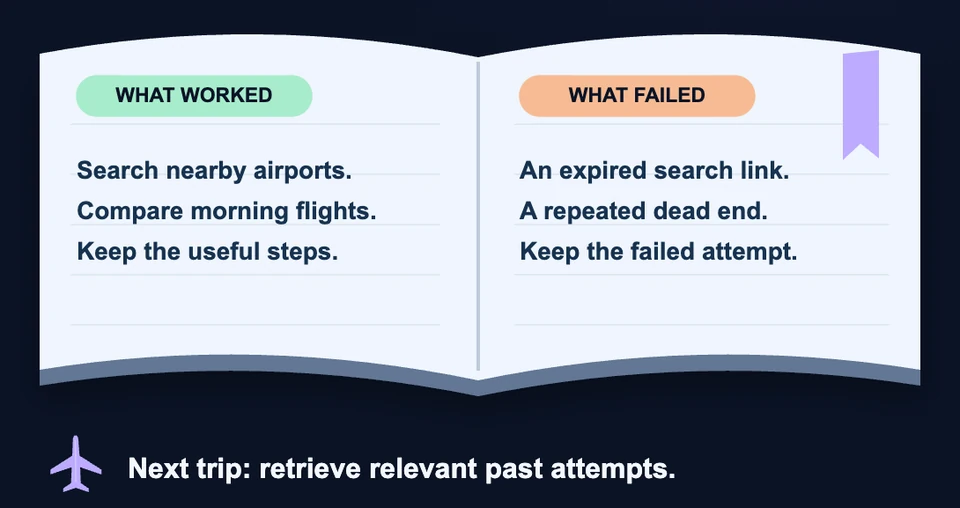 WHAT WORKED
Search nearby airports.
Compare morning flights.
Keep the useful steps.
WHAT FAILED
An expired search link.
A repeated dead end.
Keep the failed attempt.
Next trip: retrieve relevant past attempts.